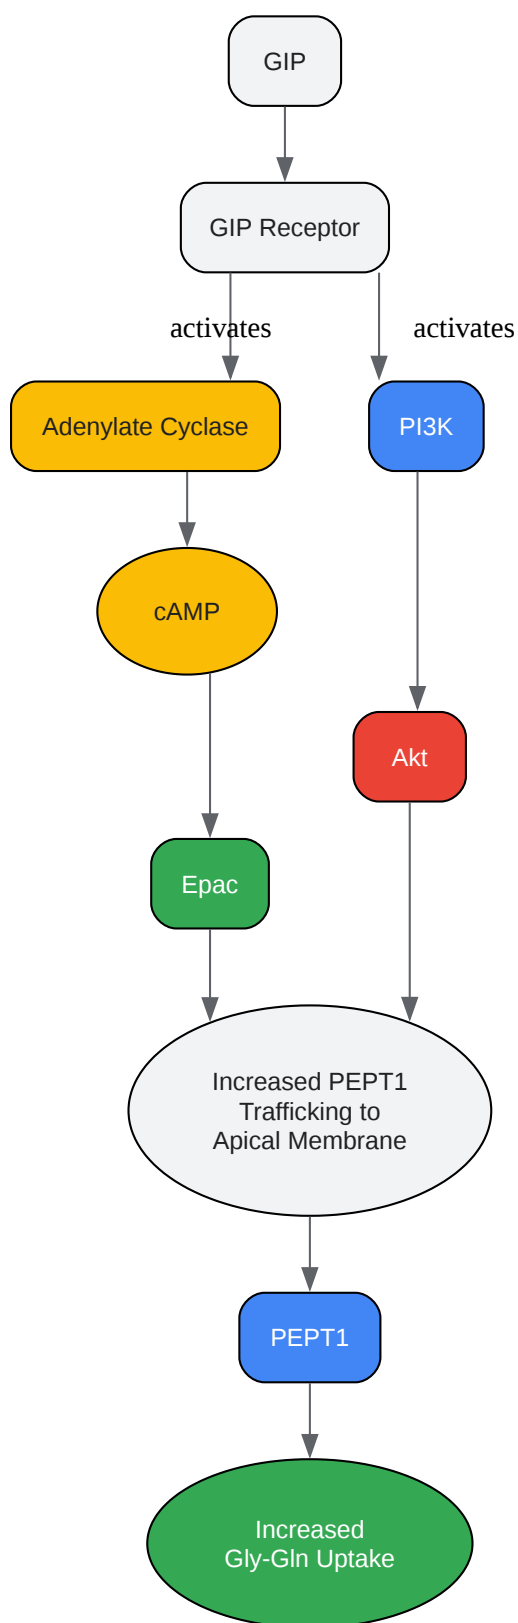 GIP
GIP Receptor
activates
activates
Adenylate Cyclase
PI3K
cAMP
Akt
Epac
Increased PEPT1
Trafficking to
Apical Membrane
PEPT1
Increased
Gly-Gln Uptake